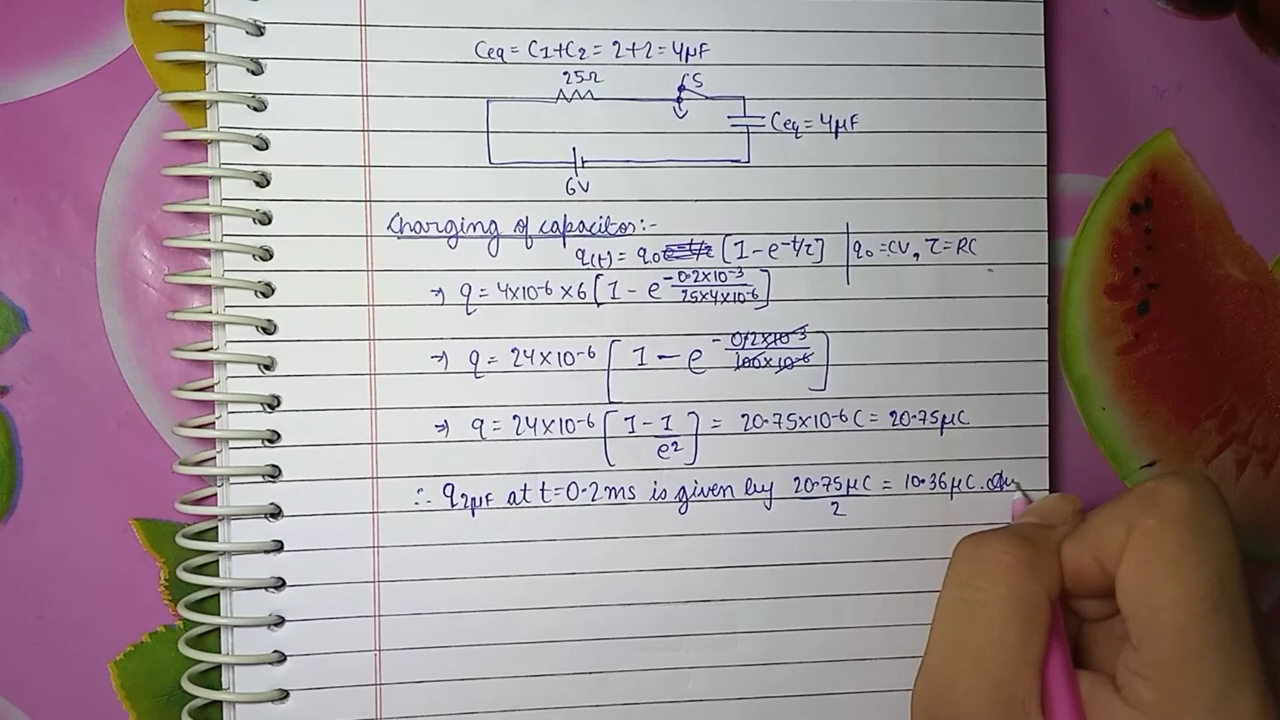 Ceq = C1+C2 = 2+2 = 4μF
25Ω
S
Ceq = 4μF
6V
Charging of capacitor:-
q(t) = q0 [1-e-t/τ] | q0 = CV, τ = RC
→ q = 4×10-6 × 6 [1 - e -0.2×10-3 / 25×4×10-6]
→ q = 24×10-6 [1 - e - 0.2×10-3 / 100×10-6]
→ q = 24×10-6 [1 - 1 / e2] = 20.75×10-6 C = 20.75μC
∴ q2μF at t=0.2ms is given by 20.75μC / 2 = 10.36μC.